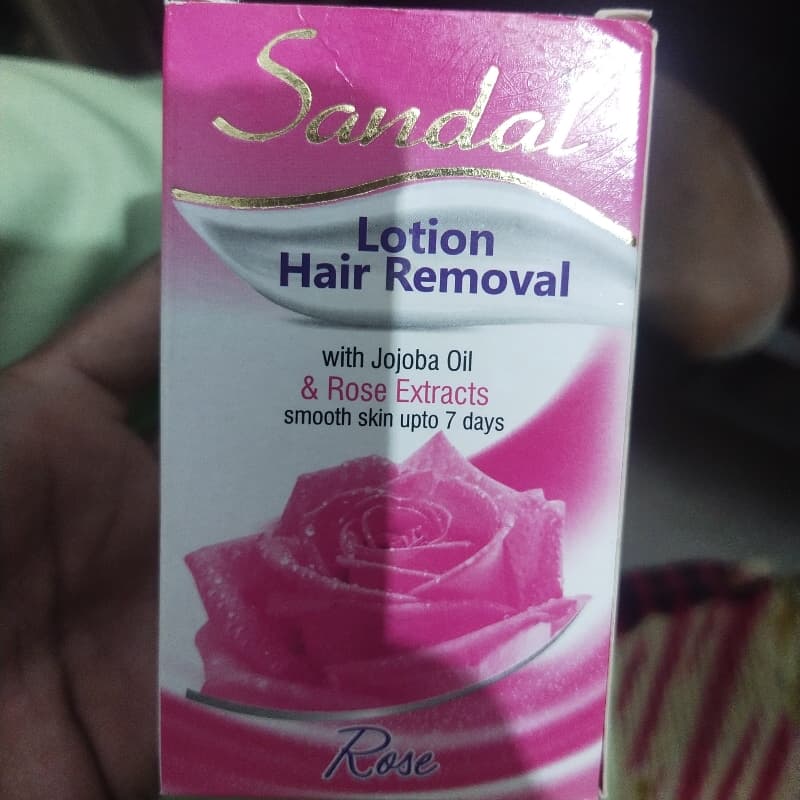 Sandal
Lotion
Hair Removal
with Jojoba Oil
& Rose Extracts
smooth skin upto 7 days
Rose